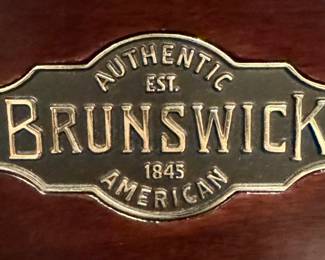 AUTHENTIC
EST.
BRUNSWICK
1845
AMERICAN